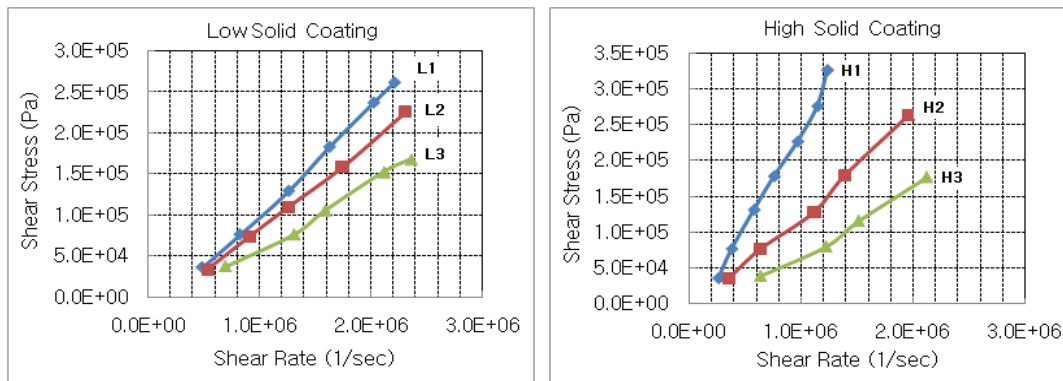 Low Solid Coating
Shear Stress (Pa)
3.0E+05
2.5E+05
2.0E+05
1.5E+05
1.0E+05
5.0E+04
0.0E+00
L1
L2
L3
0.0E+00 1.0E+06 2.0E+06 3.0E+06
Shear Rate (1/sec)
High Solid Coating
Shear Stress (Pa)
3.5E+05
3.0E+05
2.5E+05
2.0E+05
1.5E+05
1.0E+05
5.0E+04
0.0E+00
H1
H2
H3
0.0E+00 1.0E+06 2.0E+06 3.0E+06
Shear Rate (1/sec)